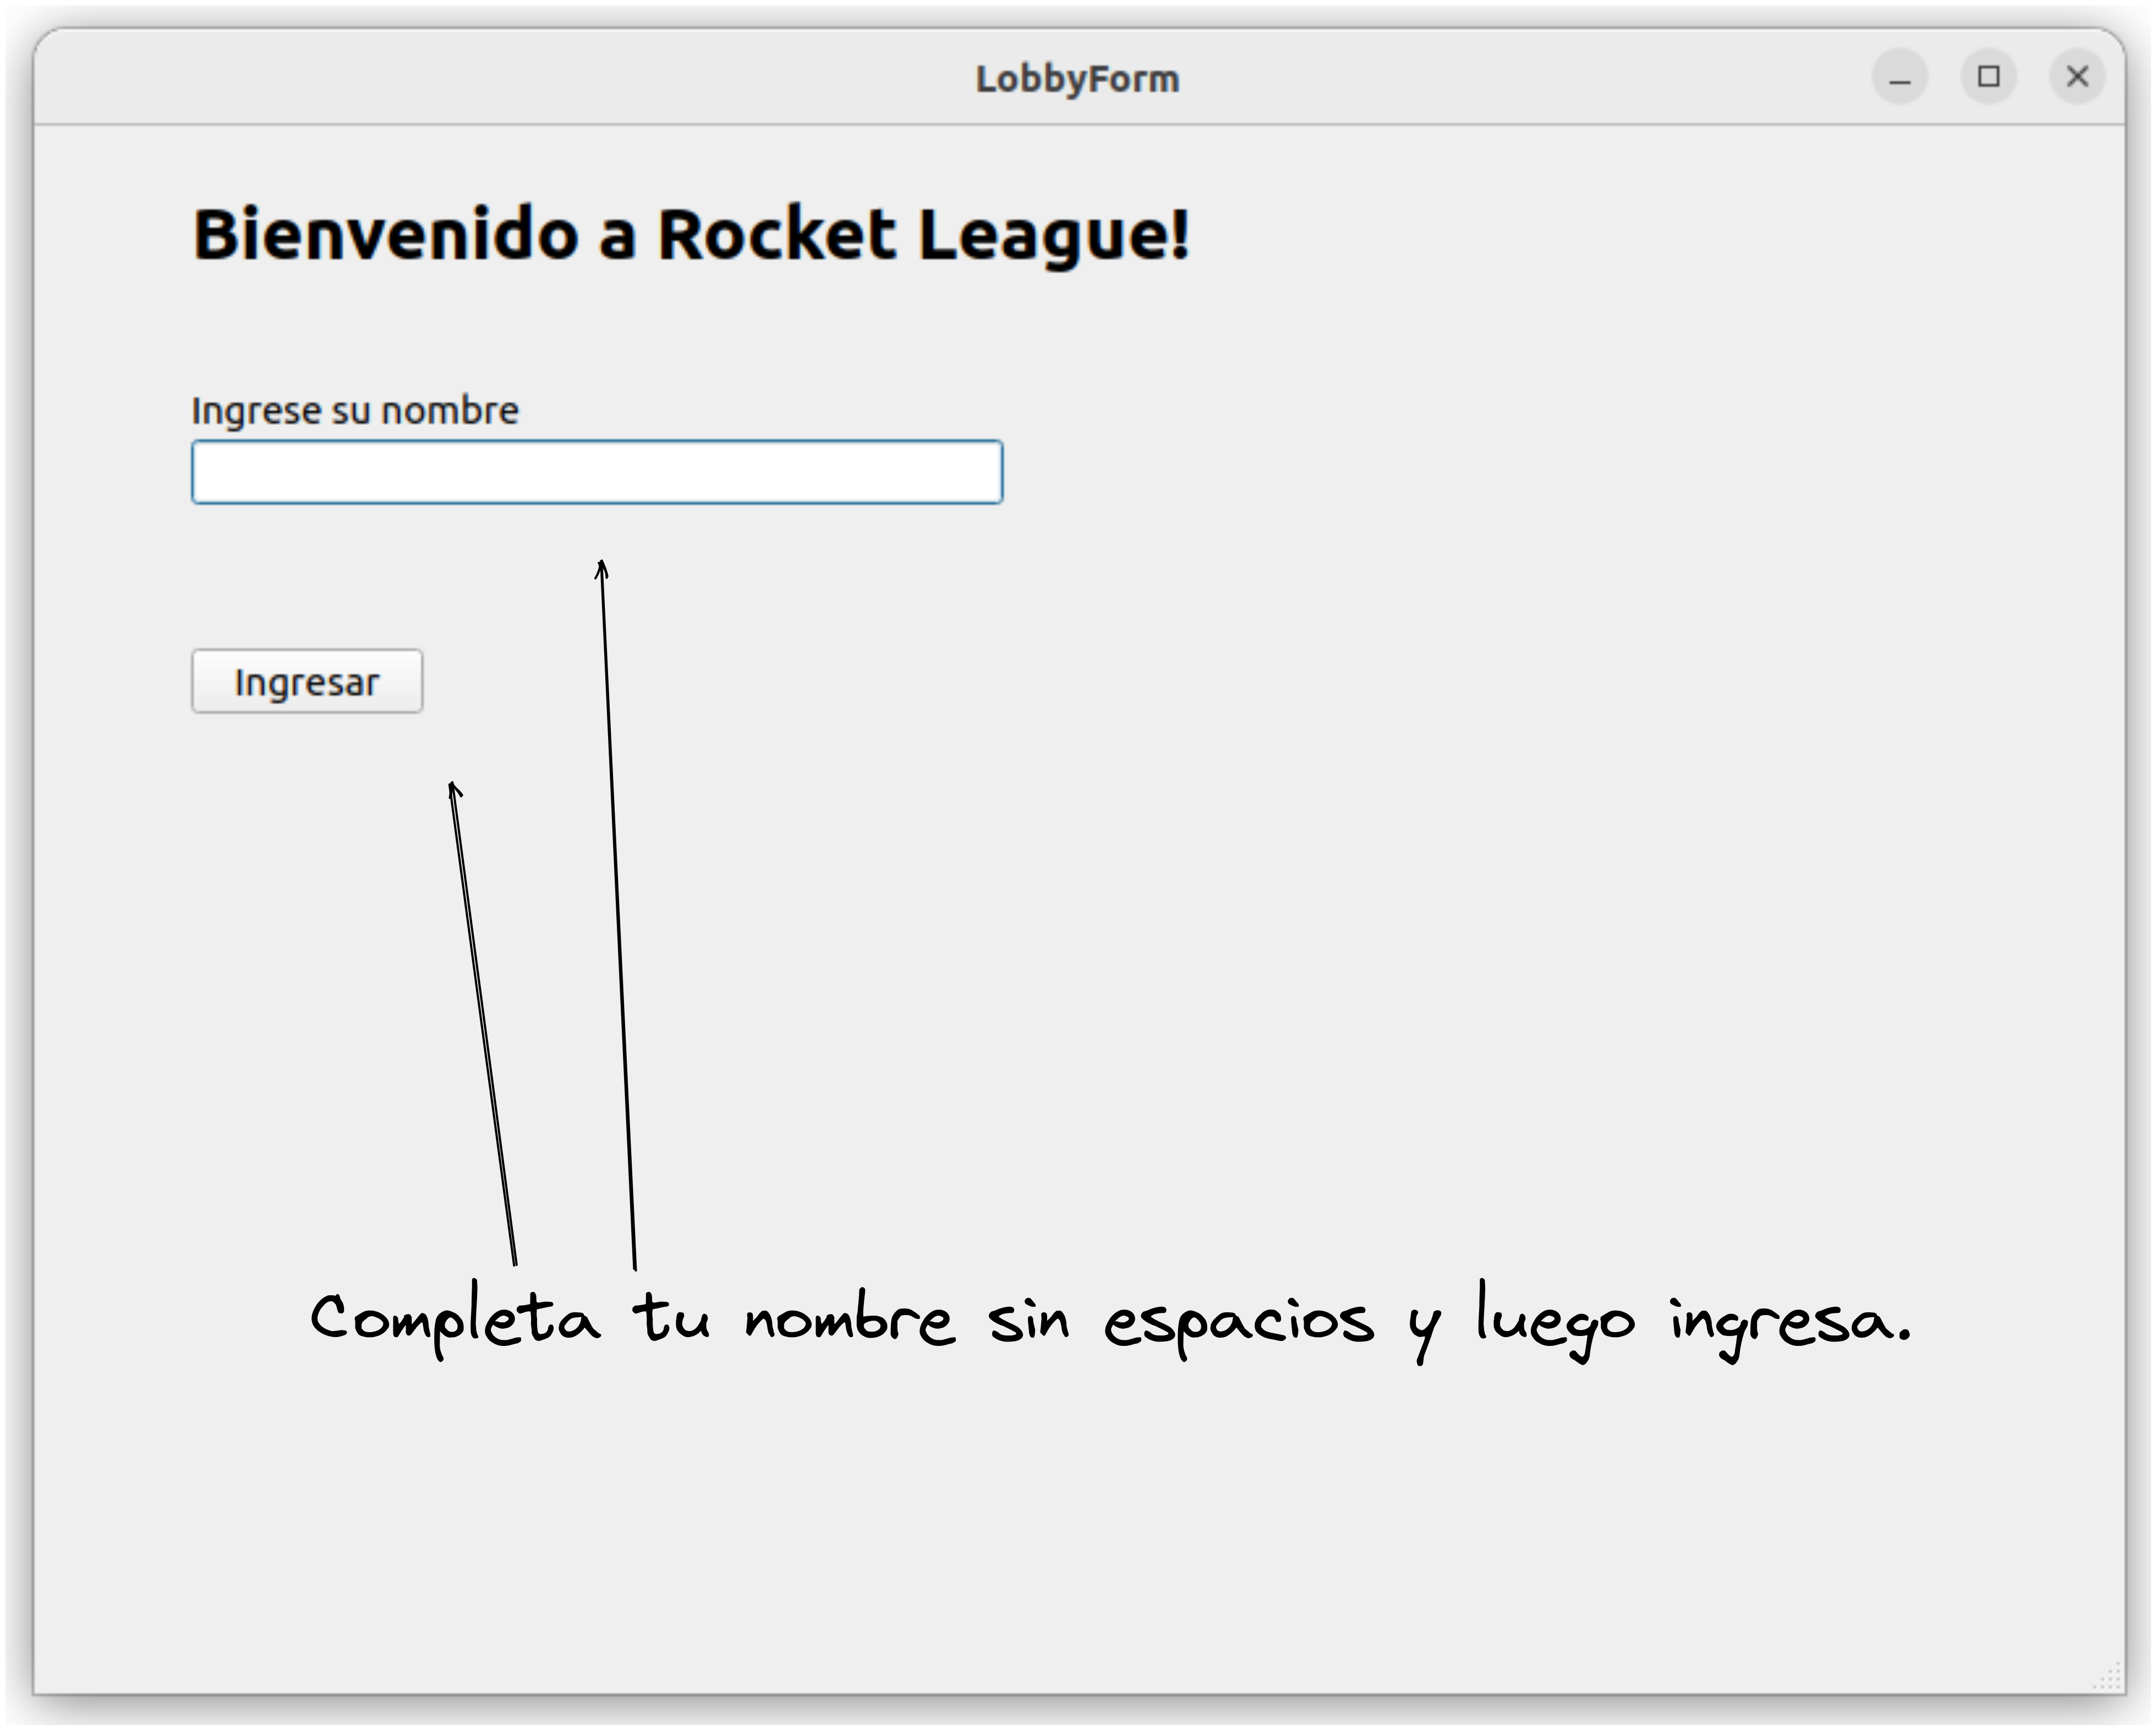 LobbyForm
Bienvenido a Rocket League!
Ingrese su nombre
Ingresar
Completa tu nombre sin espacios y luego ingresa.